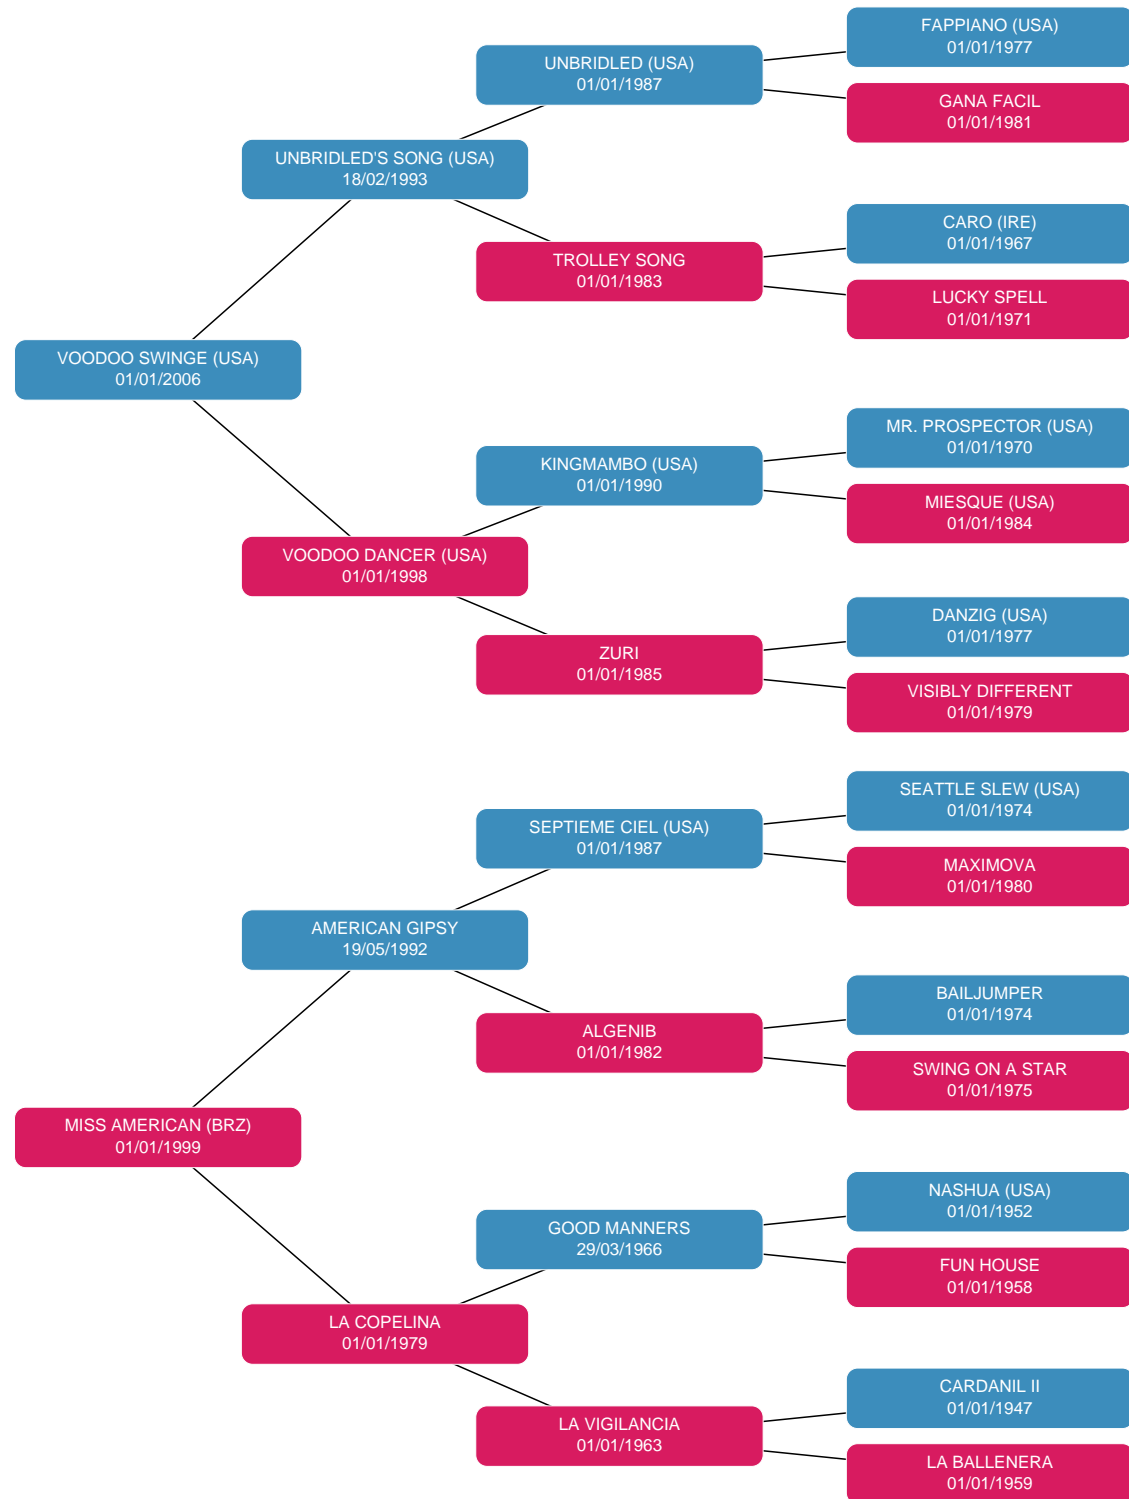 FAPPIANO (USA)
01/01/1977
UNBRIDLED (USA)
01/01/1987
GANA FACIL
01/01/1981
UNBRIDLED'S SONG (USA)
18/02/1993
CARO (IRE)
01/01/1967
TROLLEY SONG
01/01/1983
LUCKY SPELL
01/01/1971
VOODOO SWINGE (USA)
01/01/2006
MR. PROSPECTOR (USA)
01/01/1970
KINGMAMBO (USA)
01/01/1990
MIESQUE (USA)
01/01/1984
VOODOO DANCER (USA)
01/01/1998
DANZIG (USA)
01/01/1977
ZURI
01/01/1985
VISIBLY DIFFERENT
01/01/1979
SEATTLE SLEW (USA)
01/01/1974
SEPTIEME CIEL (USA)
01/01/1987
MAXIMOVA
01/01/1980
AMERICAN GIPSY
19/05/1992
BAILJUMPER
01/01/1974
ALGENIB
01/01/1982
SWING ON A STAR
01/01/1975
MISS AMERICAN (BRZ)
01/01/1999
NASHUA (USA)
01/01/1952
GOOD MANNERS
29/03/1966
FUN HOUSE
01/01/1958
LA COPELINA
01/01/1979
CARDANIL II
01/01/1947
LA VIGILANCIA
01/01/1963
LA BALLENERA
01/01/1959